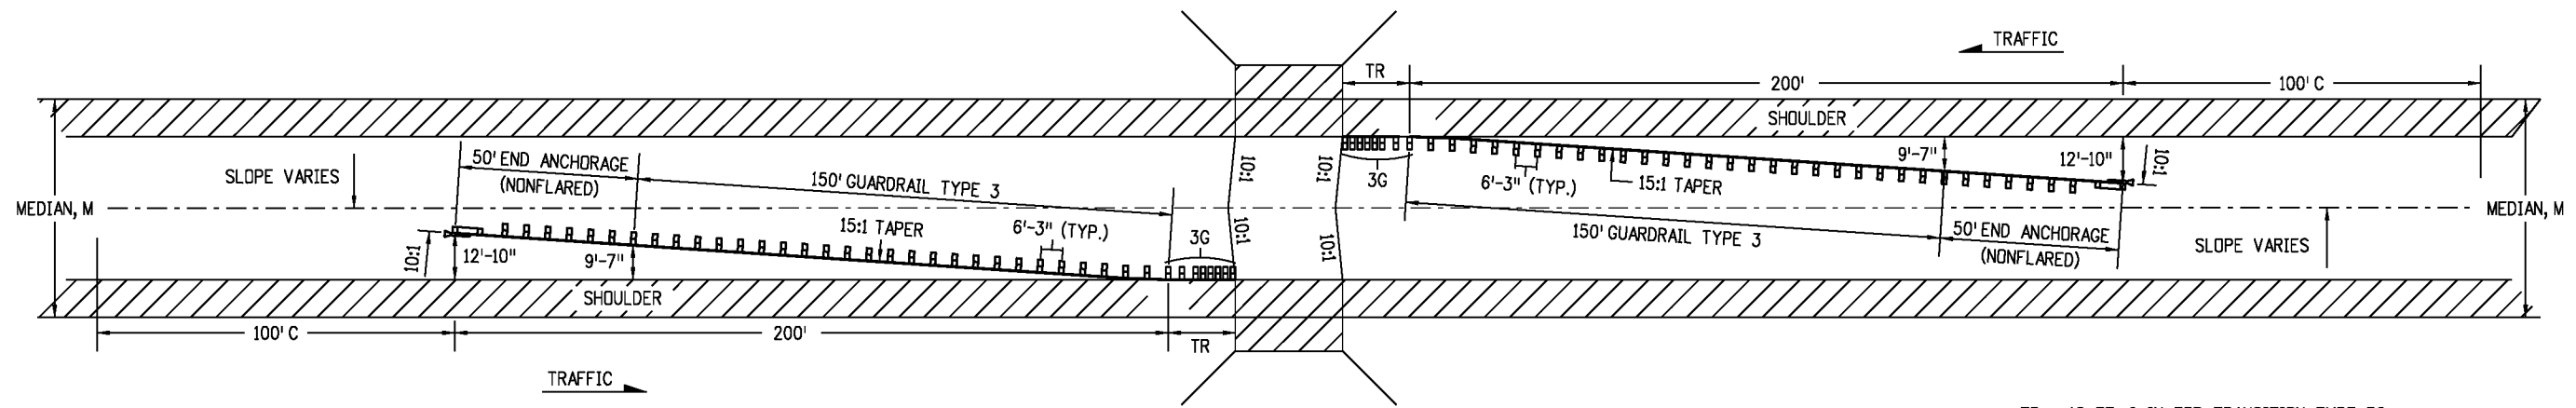 TRAFFIC
TR
200'
100' C
SHOULDER
50' END ANCHORAGE
(NONFLARED)
150' GUARDRAIL TYPE 3
SLOPE VARIES
10:1
10:1
3G
6'-3" (TYP.)
15:1 TAPER
9'-7"
12'-10"
10:1
MEDIAN, M
MEDIAN, M
10:1
12'-10"
9'-7"
15:1 TAPER
6'-3" (TYP.)
3G
10:1
10:1
150' GUARDRAIL TYPE 3
50' END ANCHORAGE
(NONFLARED)
SLOPE VARIES
SHOULDER
100' C
200'
TR
TRAFFIC